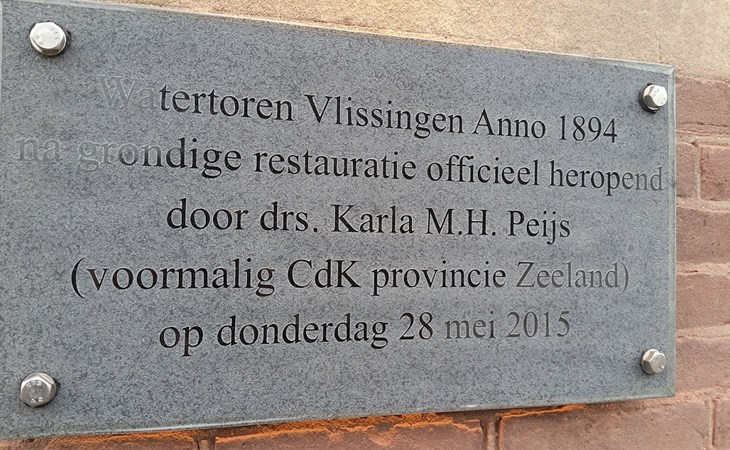 Watertoren Vlissingen Anno 1894
na grondige restauratie officieel heropend
door drs. Karla M.H. Peijs
(voormalig CdK provincie Zeeland)
op donderdag 28 mei 2015